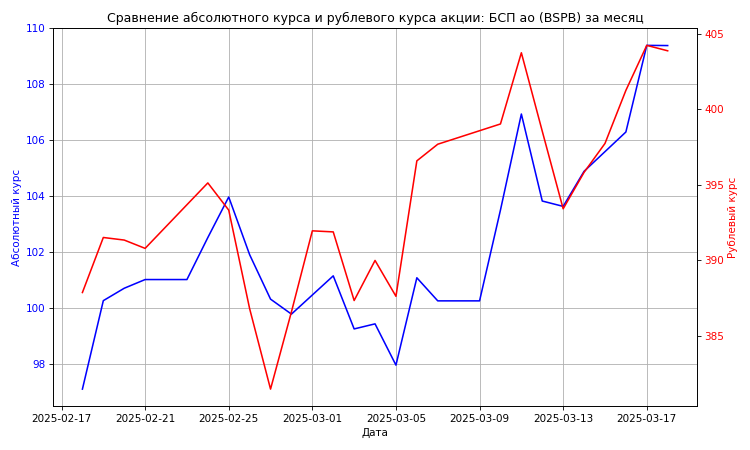 Сравнение абсолютного курса и рублевого курса акции: БСП ао (BSPB) за месяц
110
108
106
104
102
100
98
Абсолютный курс
405
400
395
390
385
Рублевый курс
2025-02-17 2025-02-21 2025-02-25 2025-03-01 2025-03-05 2025-03-09 2025-03-13 2025-03-17
Дата